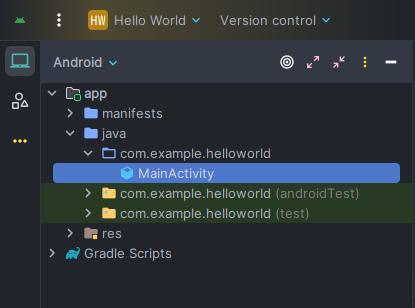 HW Hello World Version control
Android
app
manifests
java
com.example.helloworld
MainActivity
com.example.helloworld (androidTest)
com.example.helloworld (test)
res
Gradle Scripts